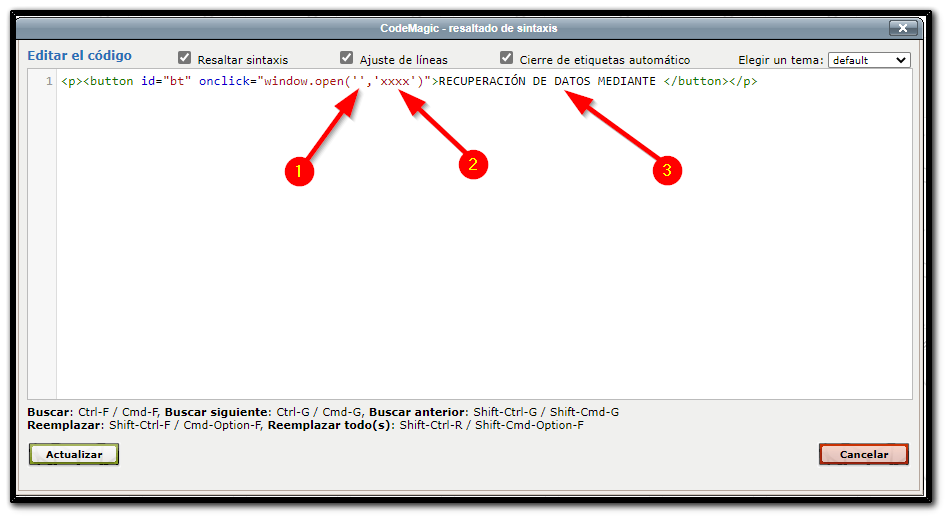 CodeMagic - resaltado de sintaxis
Editar el código Resaltar sintaxis Ajuste de líneas Cierre de etiquetas automático Elegir un tema: default
1 <p><button id="bt" onclick="window.open('','xxxx')">RECUPERACIÓN DE DATOS MEDIANTE </button></p>
1 2 3
Buscar: Ctrl-F / Cmd-F, Buscar siguiente: Ctrl-G / Cmd-G, Buscar anterior: Shift-Ctrl-G / Shift-Cmd-G
Reemplazar: Shift-Ctrl-F / Cmd-Option-F, Reemplazar todo(s): Shift-Ctrl-R / Shift-Cmd-Option-F
Actualizar Cancelar